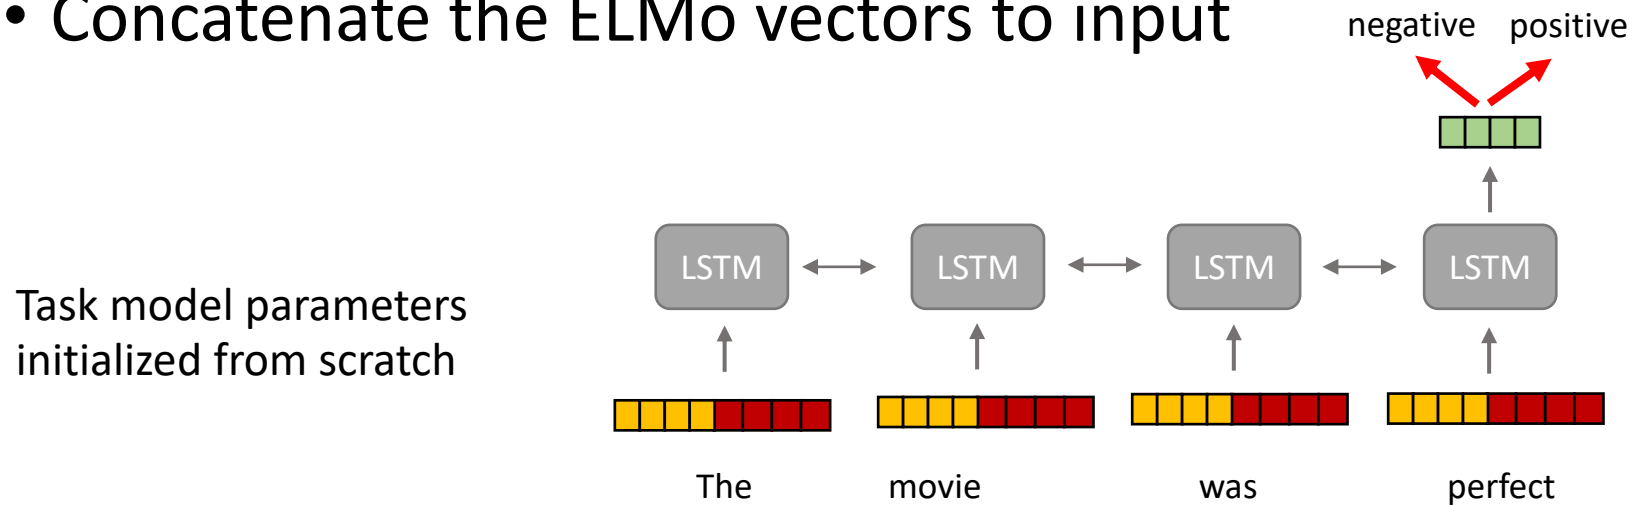 • Concatenate the ELMo vectors to input
negative positive
LSTM LSTM LSTM LSTM
Task model parameters
initialized from scratch
The movie was perfect